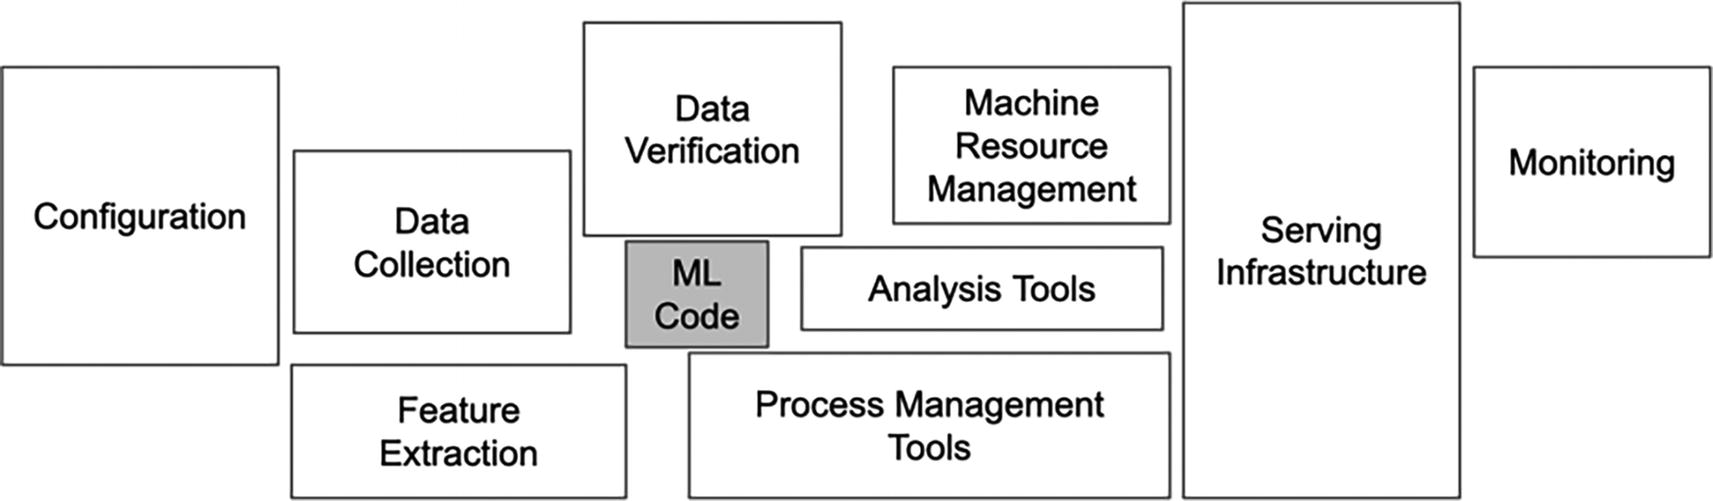 Configuration
Data
Collection
Feature
Extraction
Data
Verification
ML
Code
Machine
Resource
Management
Analysis Tools
Process Management
Tools
Serving
Infrastructure
Monitoring